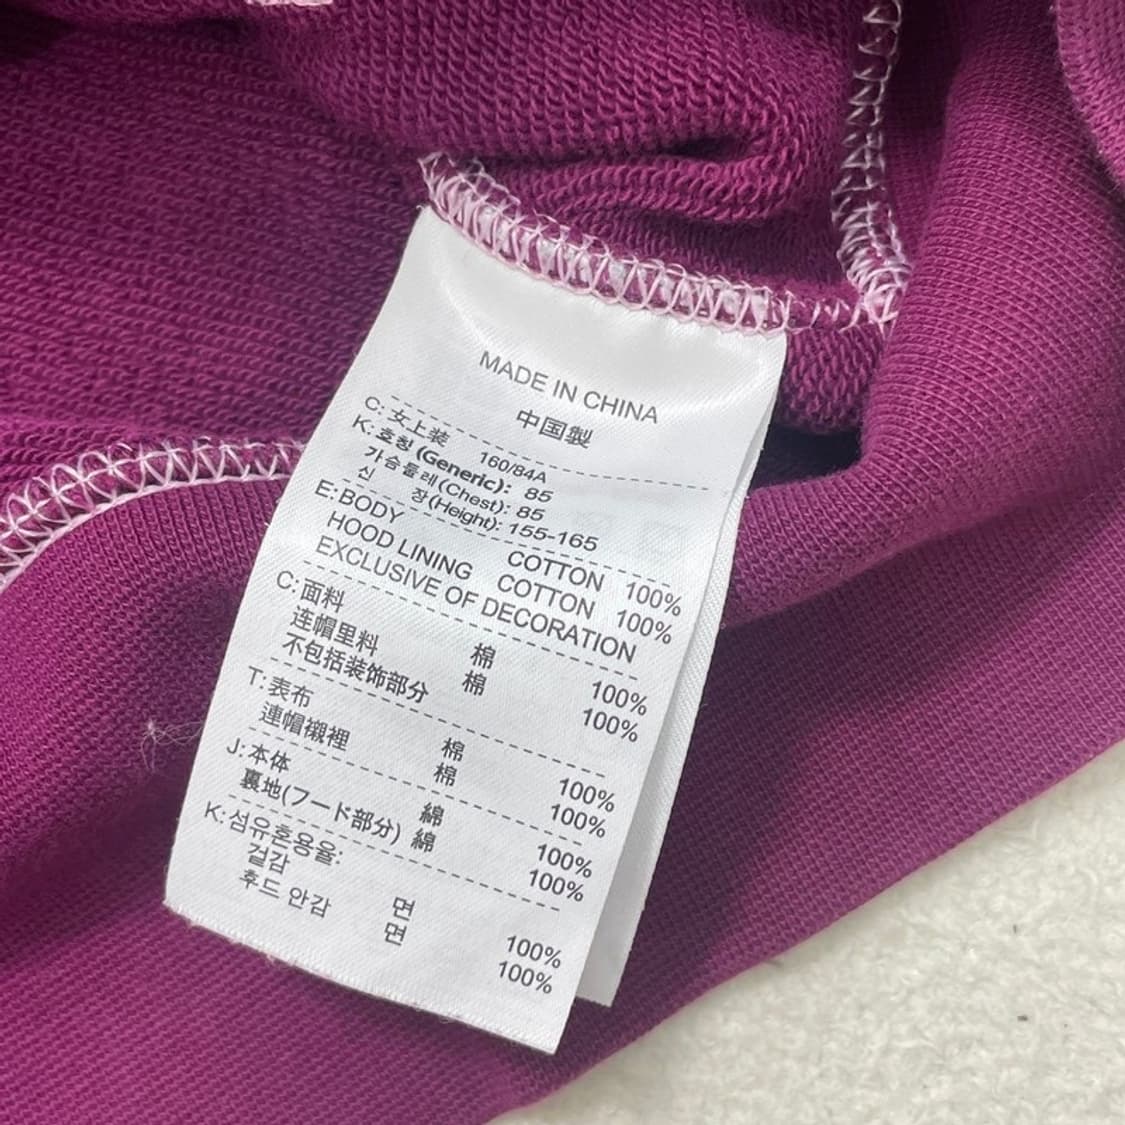 MADE IN CHINA
中国製
C: 女上装 160/84A
K: 호칭 (Generic): 85
가슴둘레 (Chest): 85
신 장 (Height): 155-165
E: BODY COTTON 100%
HOOD LINING COTTON 100%
EXCLUSIVE OF DECORATION
C: 面料 棉 100%
连帽里料 棉 100%
不包括装饰部分
T: 表布 棉 100%
連帽襯裡 棉 100%
J: 本体 綿 100%
裏地(フード部分) 綿 100%
K: 섬유혼용율:
겉감 면 100%
후드 안감 면 100%